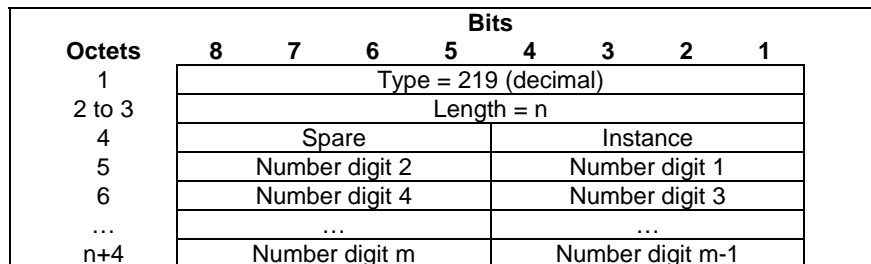 Bits
Octets 8 7 6 5 4 3 2 1
1 Type = 219 (decimal)
2 to 3 Length = n
4 Spare Instance
5 Number digit 2 Number digit 1
6 Number digit 4 Number digit 3
… … …
n+4 Number digit m Number digit m-1